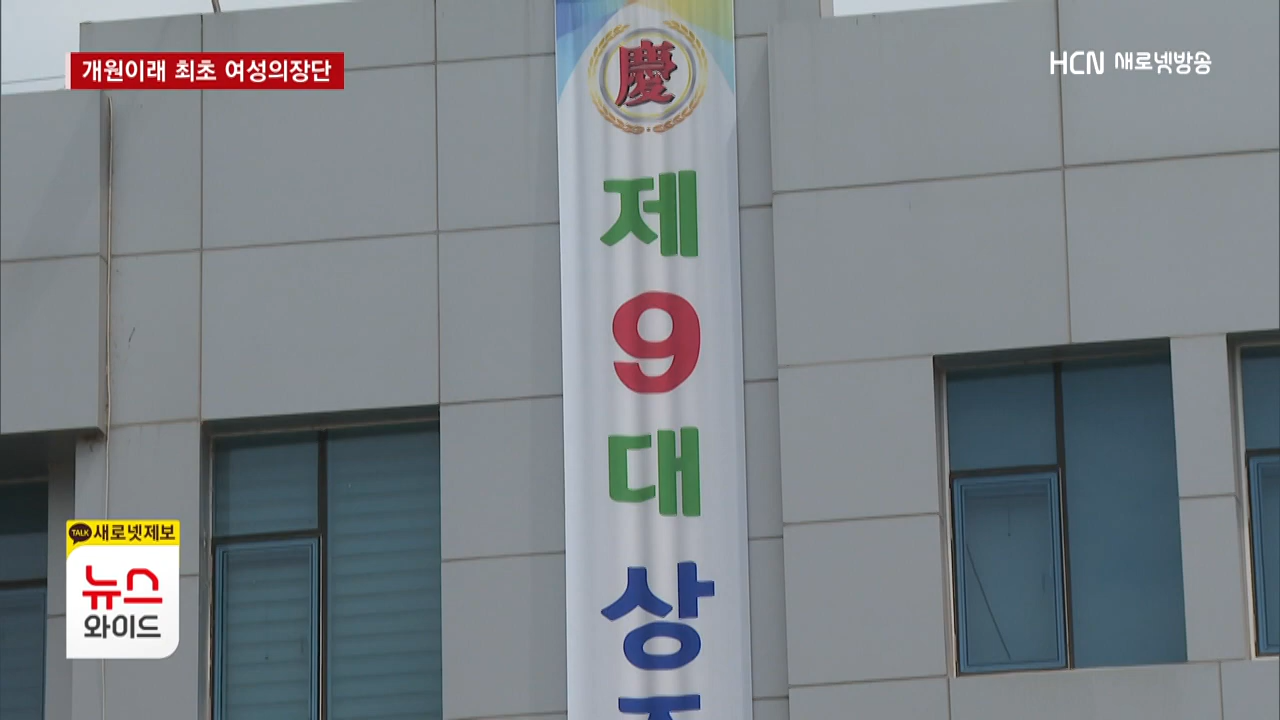 개원이래 최초 여성의장단
HCN 새로넷방송
慶
제
9
대
상
TALK 새로넷제보
뉴스
와이드